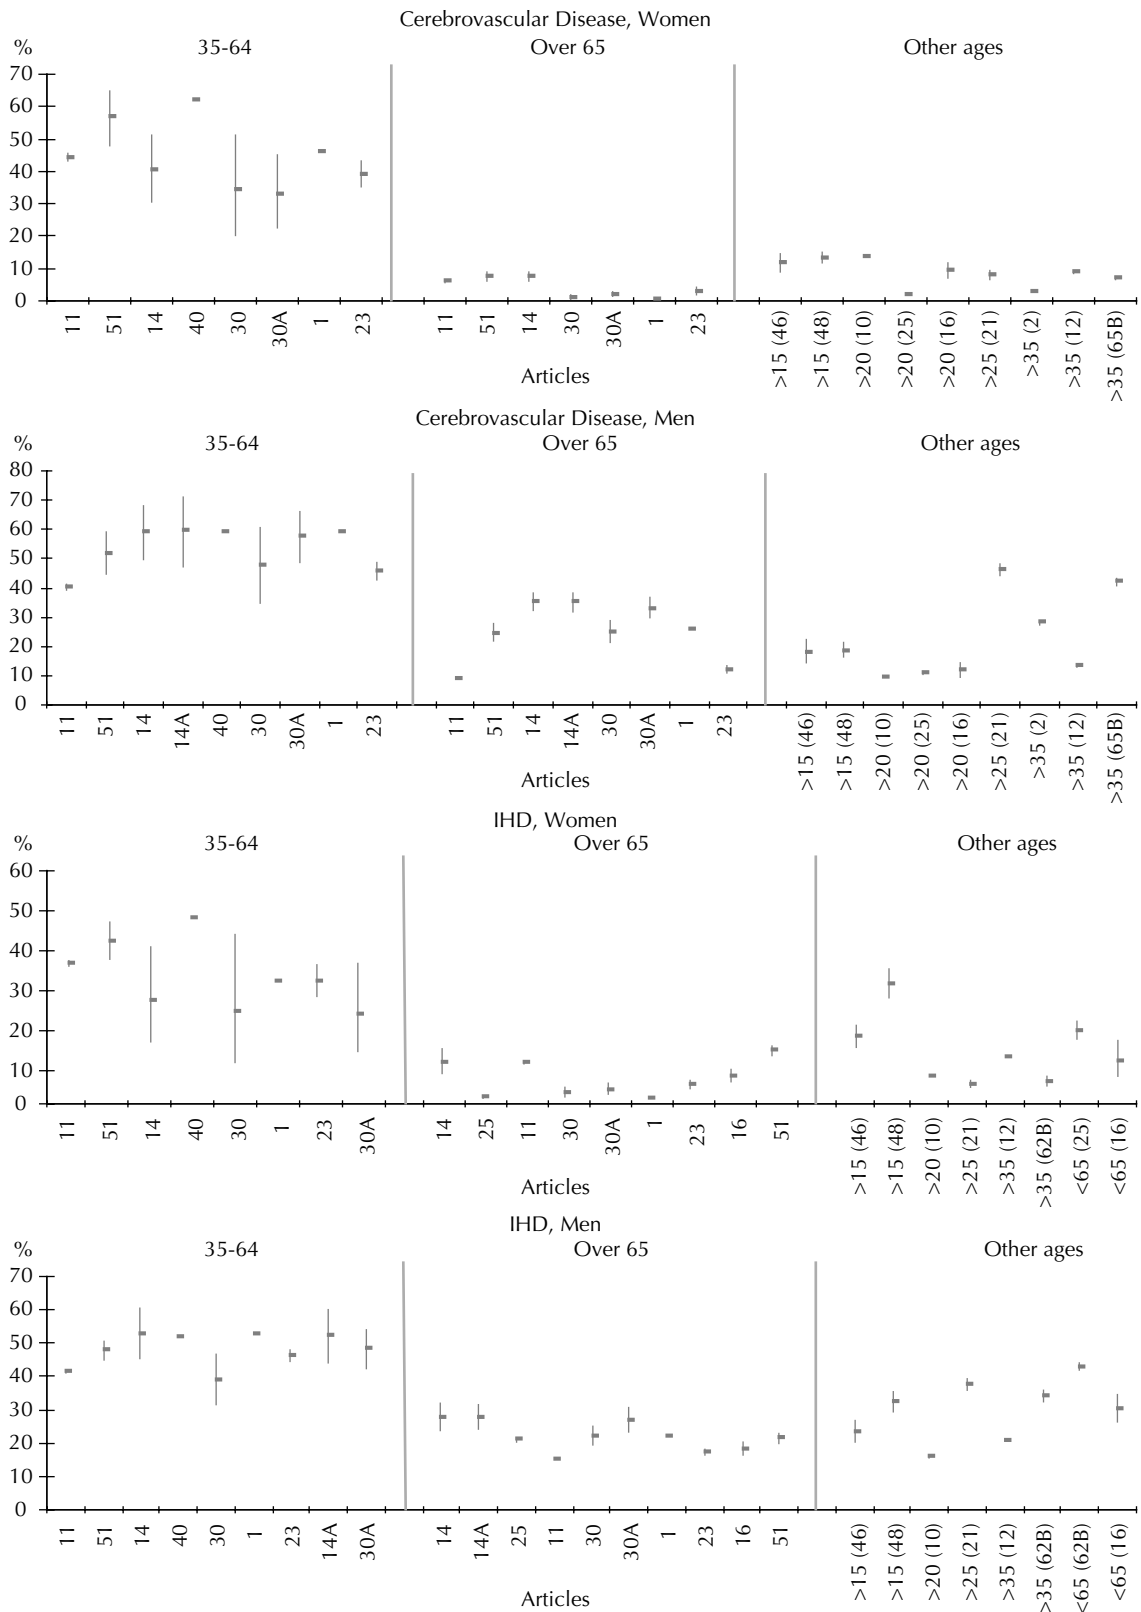 Cerebrovascular Disease, Women
% 35-64 Over 65 Other ages
70
60
50
40
30
20
10
0
11 51 14 40 30 30A 1 23 11 51 14 30 30A 1 23 >15 (46) >15 (48) >20 (10) >20 (25) >20 (16) >25 (21) >35 (2) >35 (12) >35 (65B)
Articles
Cerebrovascular Disease, Men
% 35-64 Over 65 Other ages
80
70
60
50
40
30
20
10
0
11 51 14 14A 40 30 30A 1 23 11 51 14 14A 30 30A 1 23 >15 (46) >15 (48) >20 (10) >20 (25) >20 (16) >25 (21) >35 (2) >35 (12) >35 (65B)
Articles
IHD, Women
% 35-64 Over 65 Other ages
60
50
40
30
20
10
0
11 51 14 40 30 1 23 30A 14 25 11 30 30A 1 23 16 51 >15 (46) >15 (48) >20 (10) >25 (21) >35 (12) >35 (62B) <65 (25) <65 (16)
Articles
IHD, Men
% 35-64 Over 65 Other ages
70
60
50
40
30
20
10
0
11 51 14 40 30 1 23 14A 30A 14 14A 25 11 30 30A 1 23 16 51 >15 (46) >15 (48) >20 (10) >25 (21) >35 (12) >35 (62B) <65 (62B) <65 (16)
Articles